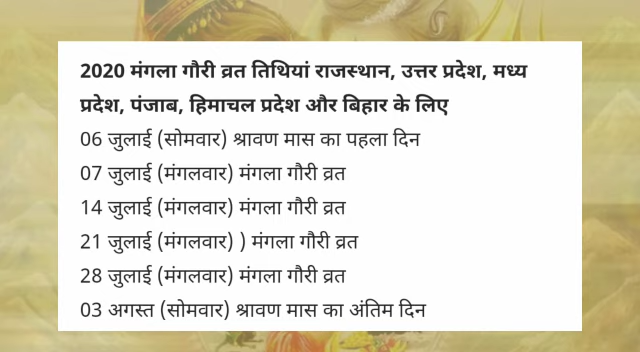 2020 मंगला गौरी व्रत तिथियां राजस्थान, उत्तर प्रदेश, मध्य
प्रदेश, पंजाब, हिमाचल प्रदेश और बिहार के लिए
06 जुलाई (सोमवार) श्रावण मास का पहला दिन
07 जुलाई (मंगलवार) मंगला गौरी व्रत
14 जुलाई (मंगलवार) मंगला गौरी व्रत
21 जुलाई (मंगलवार) ) मंगला गौरी व्रत
28 जुलाई (मंगलवार) मंगला गौरी व्रत
03 अगस्त (सोमवार) श्रावण मास का अंतिम दिन